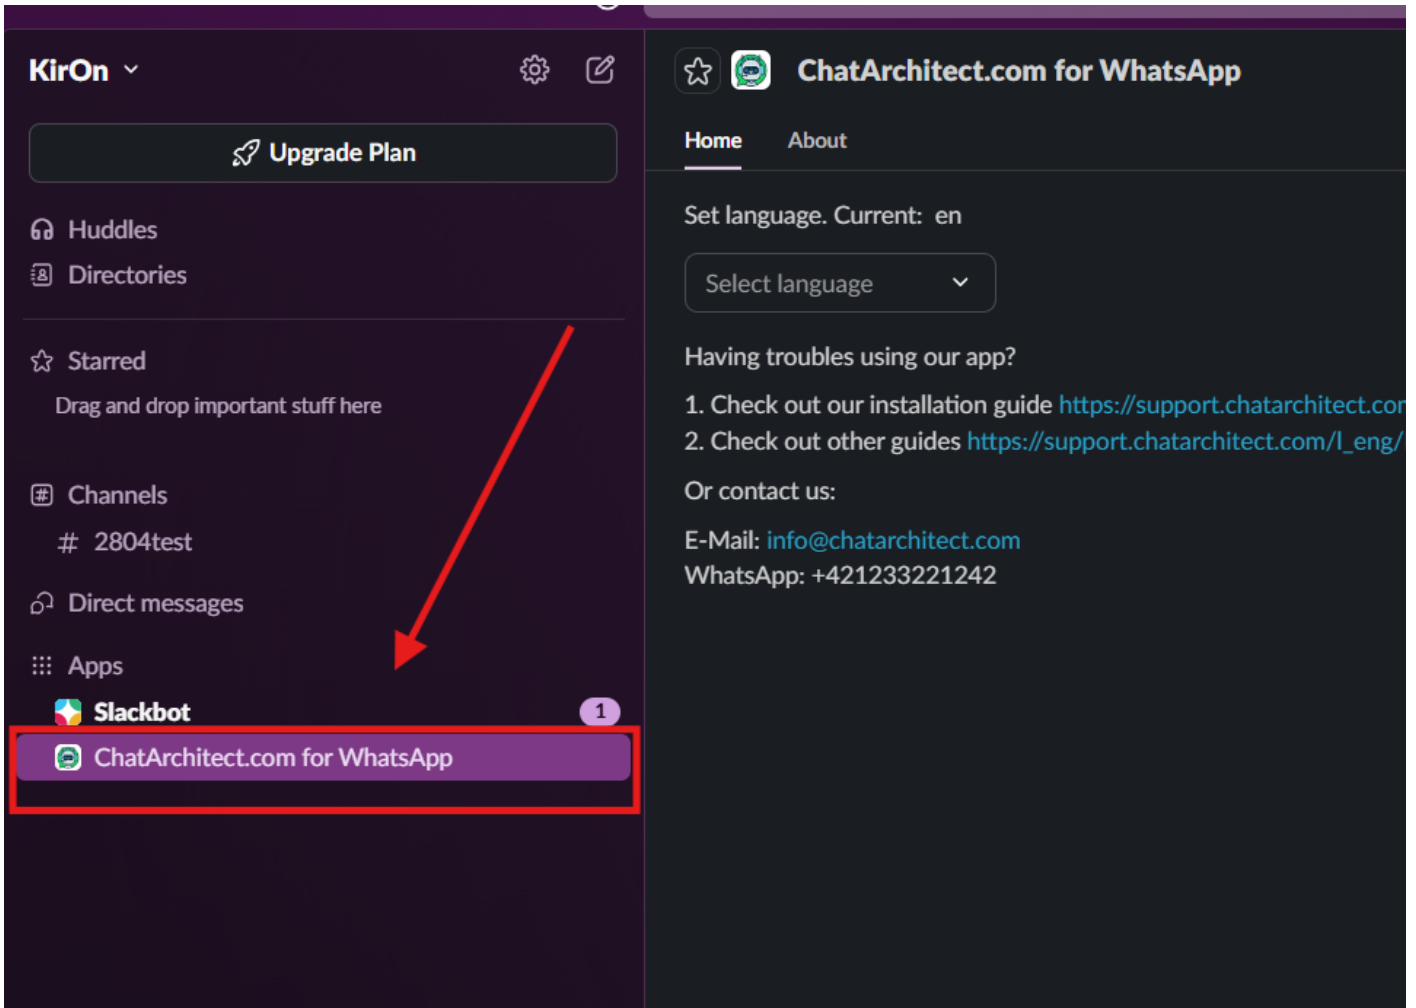 KirOn
Upgrade Plan
Huddles
Directories
Starred
Drag and drop important stuff here
Channels
# 2804test
Direct messages
Apps
Slackbot 1
ChatArchitect.com for WhatsApp
ChatArchitect.com for WhatsApp
Home About
Set language. Current: en
Select language
Having troubles using our app?
1. Check out our installation guide https://support.chatarchitect.com
2. Check out other guides https://support.chatarchitect.com/l_eng/
Or contact us:
E-Mail: info@chatarchitect.com
WhatsApp: +421233221242